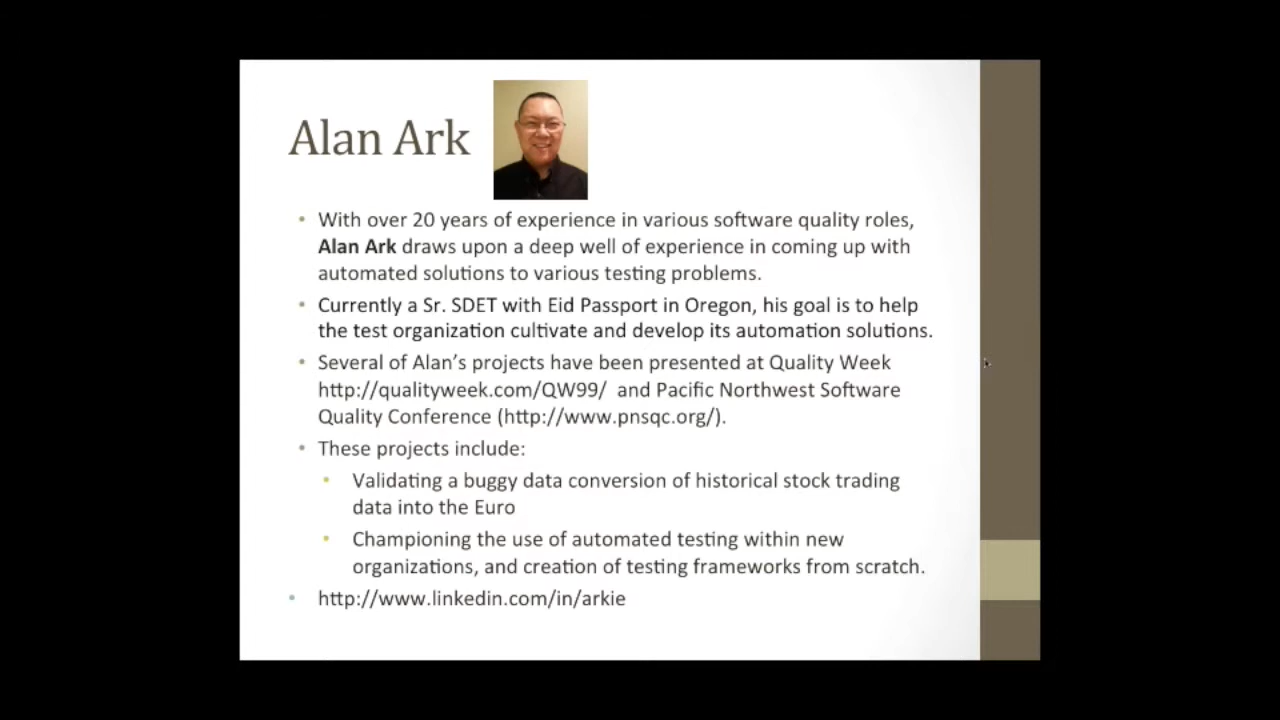 Alan Ark
• With over 20 years of experience in various software quality roles,
Alan Ark draws upon a deep well of experience in coming up with
automated solutions to various testing problems.
• Currently a Sr. SDET with Eid Passport in Oregon, his goal is to help
the test organization cultivate and develop its automation solutions.
• Several of Alan’s projects have been presented at Quality Week
http://qualityweek.com/QW99/ and Pacific Northwest Software
Quality Conference (http://www.pnsqc.org/).
• These projects include:
• Validating a buggy data conversion of historical stock trading
data into the Euro
• Championing the use of automated testing within new
organizations, and creation of testing frameworks from scratch.
• http://www.linkedin.com/in/arkie